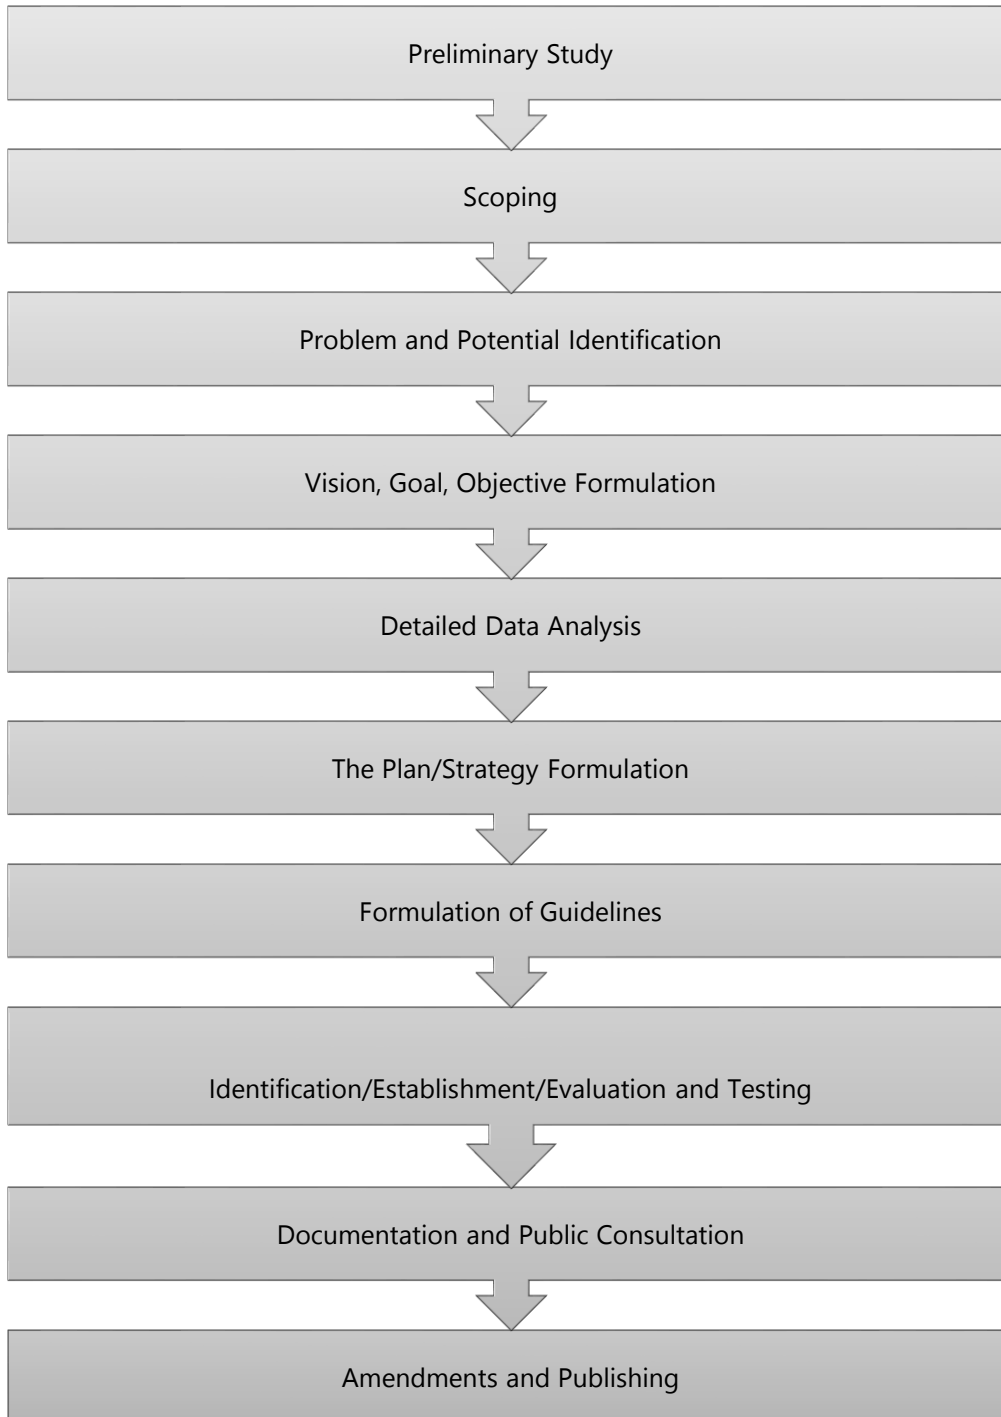 Preliminary Study
Scoping
Problem and Potential Identification
Vision, Goal, Objective Formulation
Detailed Data Analysis
The Plan/Strategy Formulation
Formulation of Guidelines
Identification/Establishment/Evaluation and Testing
Documentation and Public Consultation
Amendments and Publishing